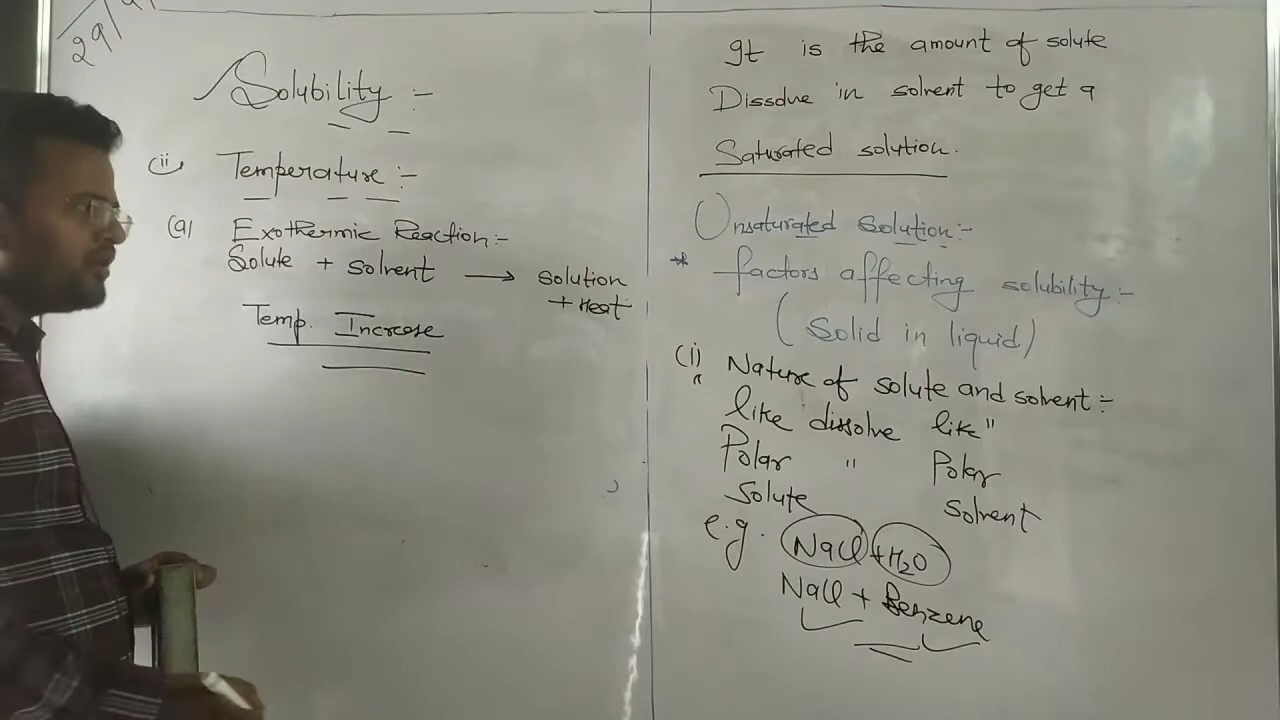 29/
Solubility :-
(ii) Temperature :-
(a) Exothermic Reaction:-
Solute + solvent → solution
+ Heat
Temp. Increase
It is the amount of solute
Dissolve in solvent to get a
Saturated solution.
Unsaturated Solution:-
* factors affecting solubility:-
(Solid in liquid)
(i) Nature of solute and solvent:-
" like dissolve like"
Polar " Polar
Solute Solvent
e.g. NaCl + H₂O
NaCl + Benzene